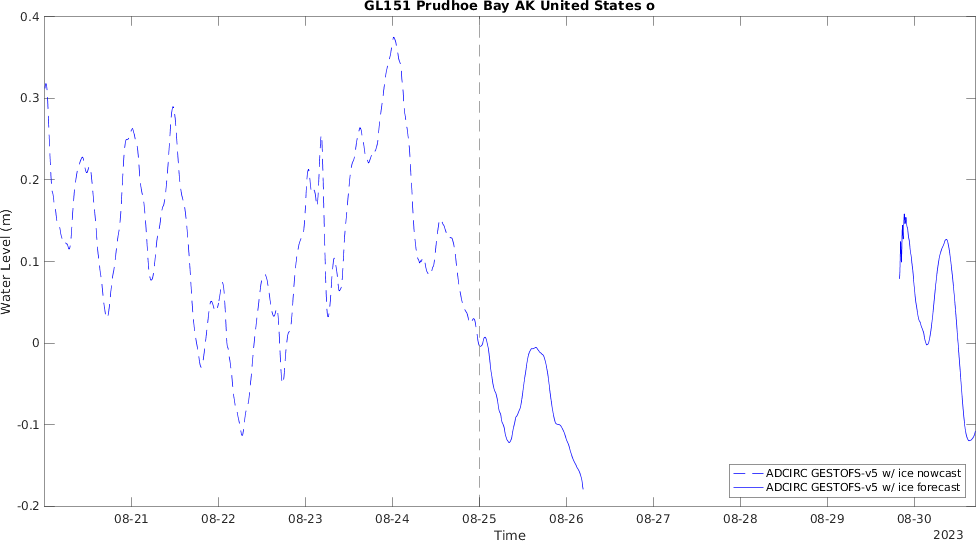 GL151 Prudhoe Bay AK United States o
Water Level (m)
0.4
0.3
0.2
0.1
0
-0.1
-0.2
ADCIRC GESTOFS-v5 w/ ice nowcast
ADCIRC GESTOFS-v5 w/ ice forecast
08-21 08-22 08-23 08-24 08-25 08-26 08-27 08-28 08-29 08-30
Time
2023